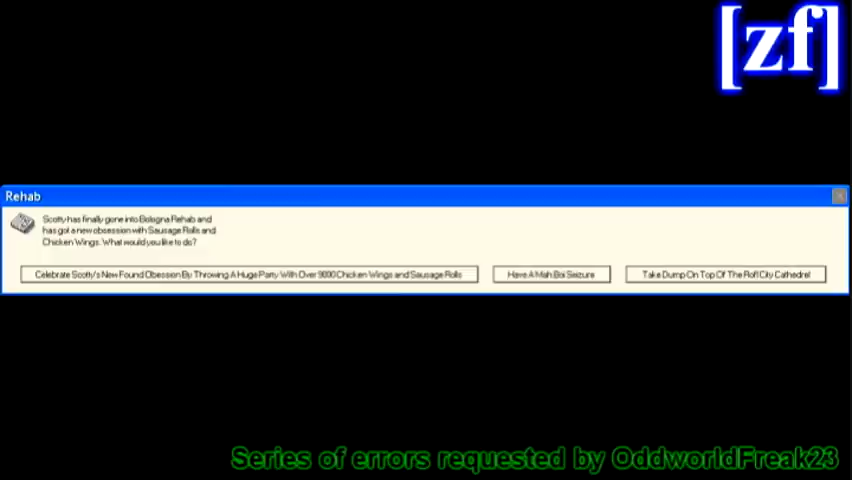 [zf]
Rehab
Scotty has finally gone into Bologna Rehab and
has got a new obsession with Sausage Rolls and
Chicken Wings. What would you like to do?
Celebrate Scotty's New Found Obsession By Throwing A Huge Party With Over 9000 Chicken Wings and Sausage Rolls
Have A Mah Boi Seizure
Take Dump On Top Of The Rofl City Cathedral
Series of errors requested by OddworldFreak23